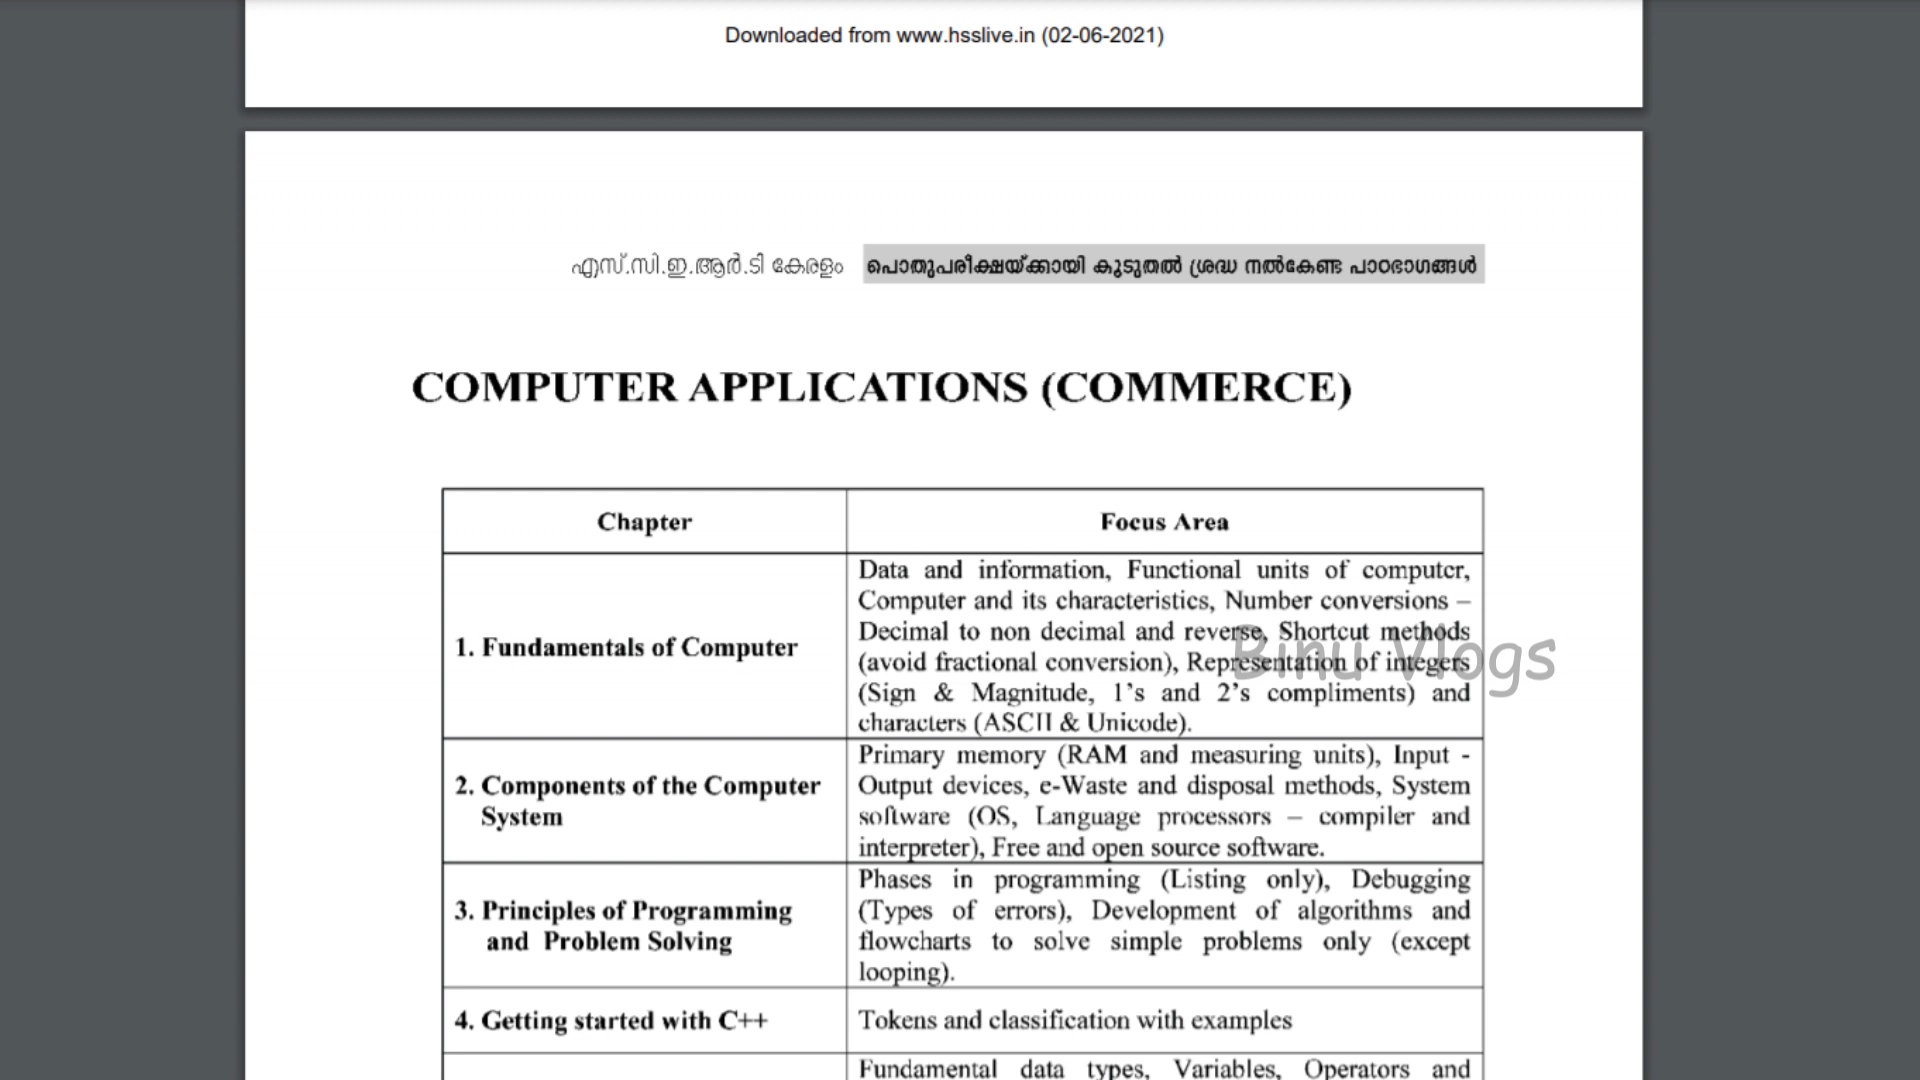 Downloaded from www.hsslive.in (02-06-2021)
എസ്.സി.ഇ.ആർ.ടി കേരളം പൊതുപരീക്ഷയ്ക്കായി കൂടുതൽ ശ്രദ്ധ നൽകേണ്ട പാഠഭാഗങ്ങൾ
COMPUTER APPLICATIONS (COMMERCE)
Chapter
Focus Area
1. Fundamentals of Computer
Data and information, Functional units of computer,
Computer and its characteristics, Number conversions –
Decimal to non decimal and reverse, Shortcut methods
(avoid fractional conversion), Representation of integers
(Sign & Magnitude, 1’s and 2’s compliments) and
characters (ASCII & Unicode).
Binu Vlogs
2. Components of the Computer
System
Primary memory (RAM and measuring units), Input -
Output devices, e-Waste and disposal methods, System
software (OS, Language processors – compiler and
interpreter), Free and open source software.
3. Principles of Programming
and Problem Solving
Phases in programming (Listing only), Debugging
(Types of errors), Development of algorithms and
flowcharts to solve simple problems only (except
looping).
4. Getting started with C++
Tokens and classification with examples
Fundamental data types, Variables, Operators and